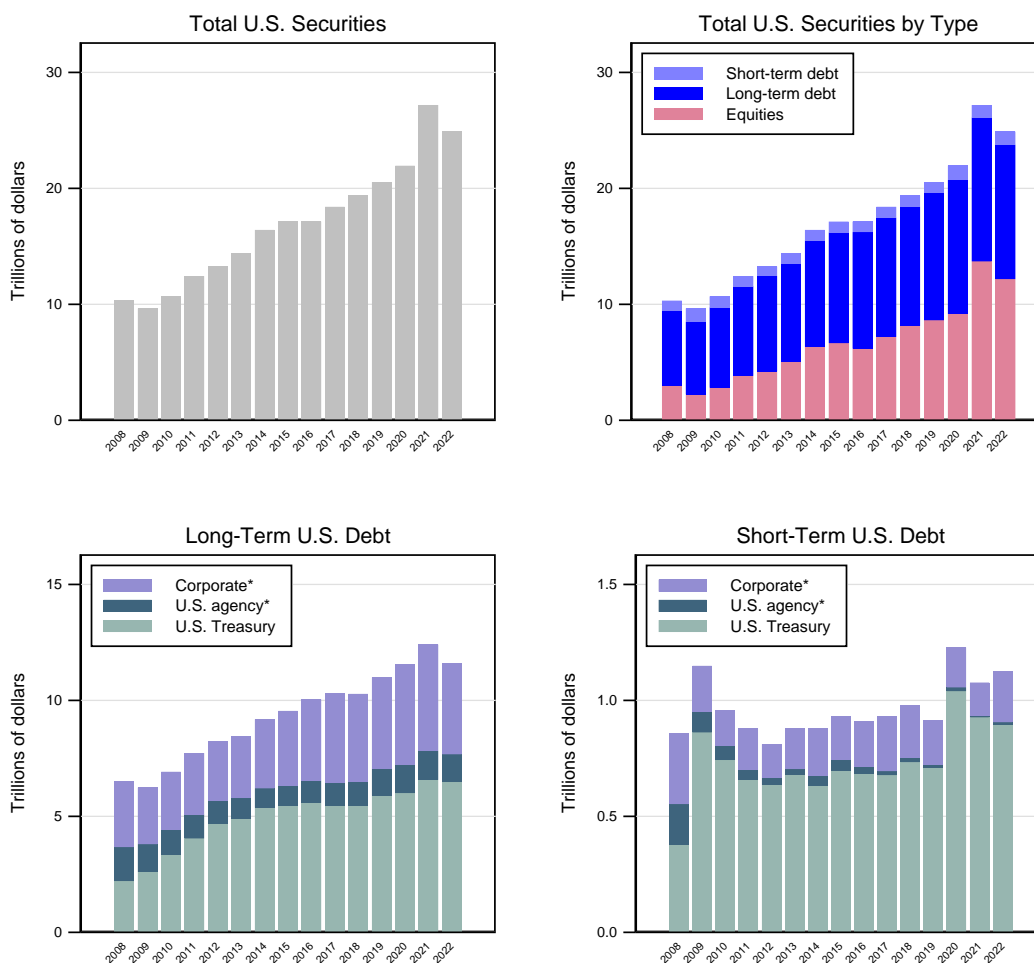 Total U.S. Securities
Trillions of dollars
30
20
10
0
2008 2009 2010 2011 2012 2013 2014 2015 2016 2017 2018 2019 2020 2021 2022
Total U.S. Securities by Type
Trillions of dollars
Short-term debt
Long-term debt
Equities
30
20
10
0
2008 2009 2010 2011 2012 2013 2014 2015 2016 2017 2018 2019 2020 2021 2022
Long-Term U.S. Debt
Trillions of dollars
Corporate*
U.S. agency*
U.S. Treasury
15
10
5
0
2008 2009 2010 2011 2012 2013 2014 2015 2016 2017 2018 2019 2020 2021 2022
Short-Term U.S. Debt
Trillions of dollars
Corporate*
U.S. agency*
U.S. Treasury
1.5
1.0
0.5
0.0
2008 2009 2010 2011 2012 2013 2014 2015 2016 2017 2018 2019 2020 2021 2022